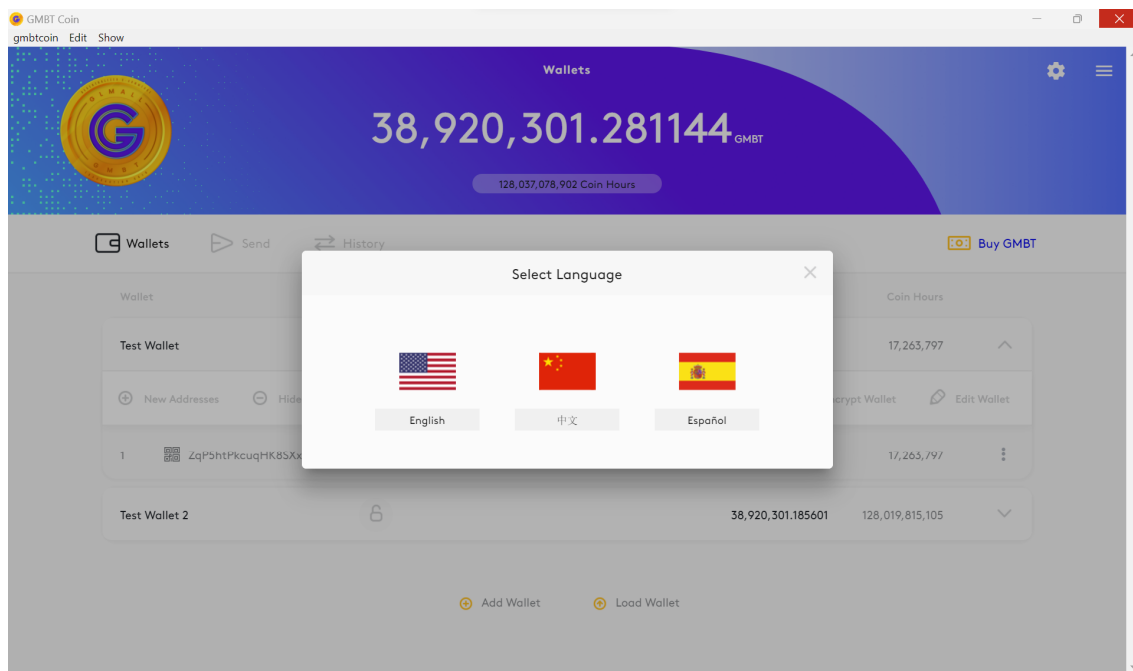 GMBT Coin
gmbtcoin Edit Show
Wallets
38,920,301.281144 GMBT
128,037,078,902 Coin Hours
Wallets Send History Buy GMBT
Select Language
Wallet Coin Hours
Test Wallet 17,263,797
New Addresses Hide Wallet Edit Wallet
English 中文 Español
1 17,263,797
Test Wallet 2 38,920,301.185601 128,019,815,105
Add Wallet Load Wallet